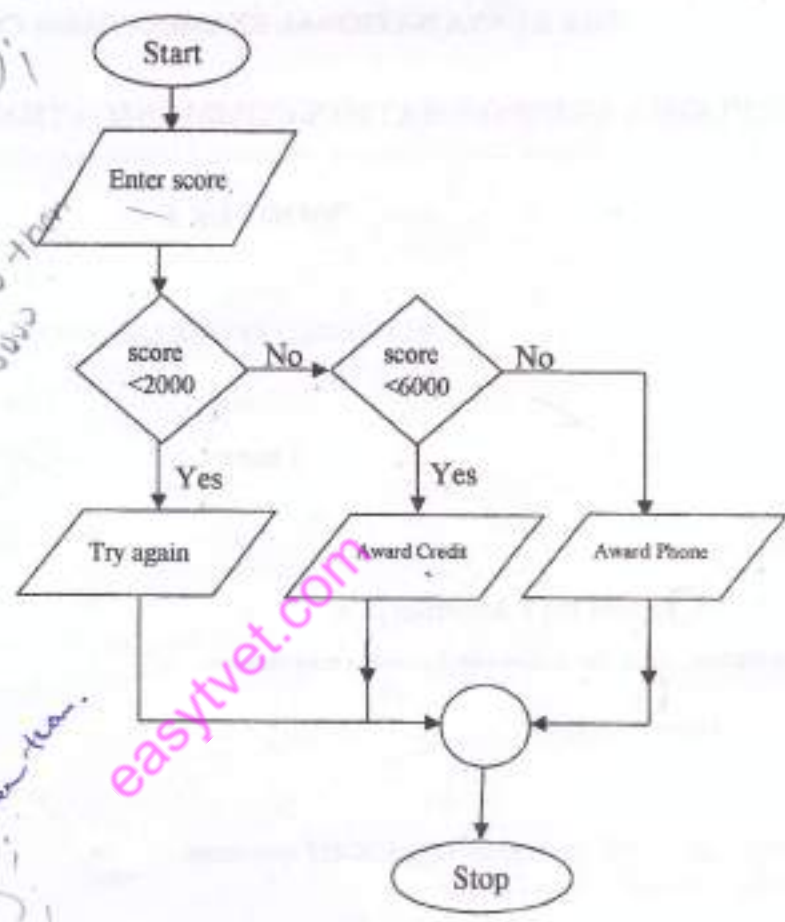 Start
Enter score
score
<2000
No
score
<6000
No
Yes
Yes
Try again
Award Credit
Award Phone
easytvet.com
Stop